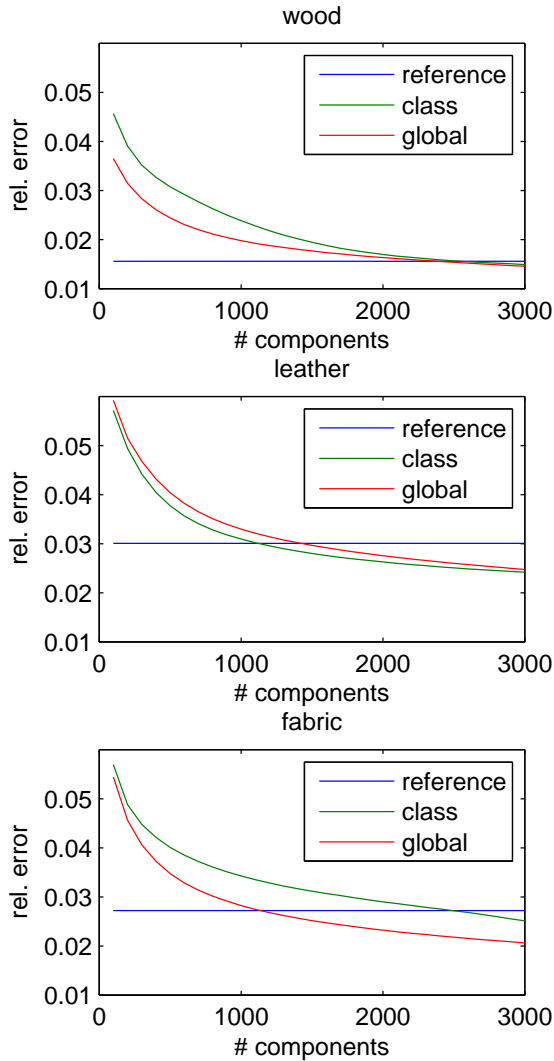 wood
0.05
0.04
0.03
0.02
0.01
rel. error
reference
class
global
0 1000 2000 3000
# components
leather
0.05
0.04
0.03
0.02
0.01
rel. error
reference
class
global
0 1000 2000 3000
# components
fabric
0.05
0.04
0.03
0.02
0.01
rel. error
reference
class
global
0 1000 2000 3000
# components